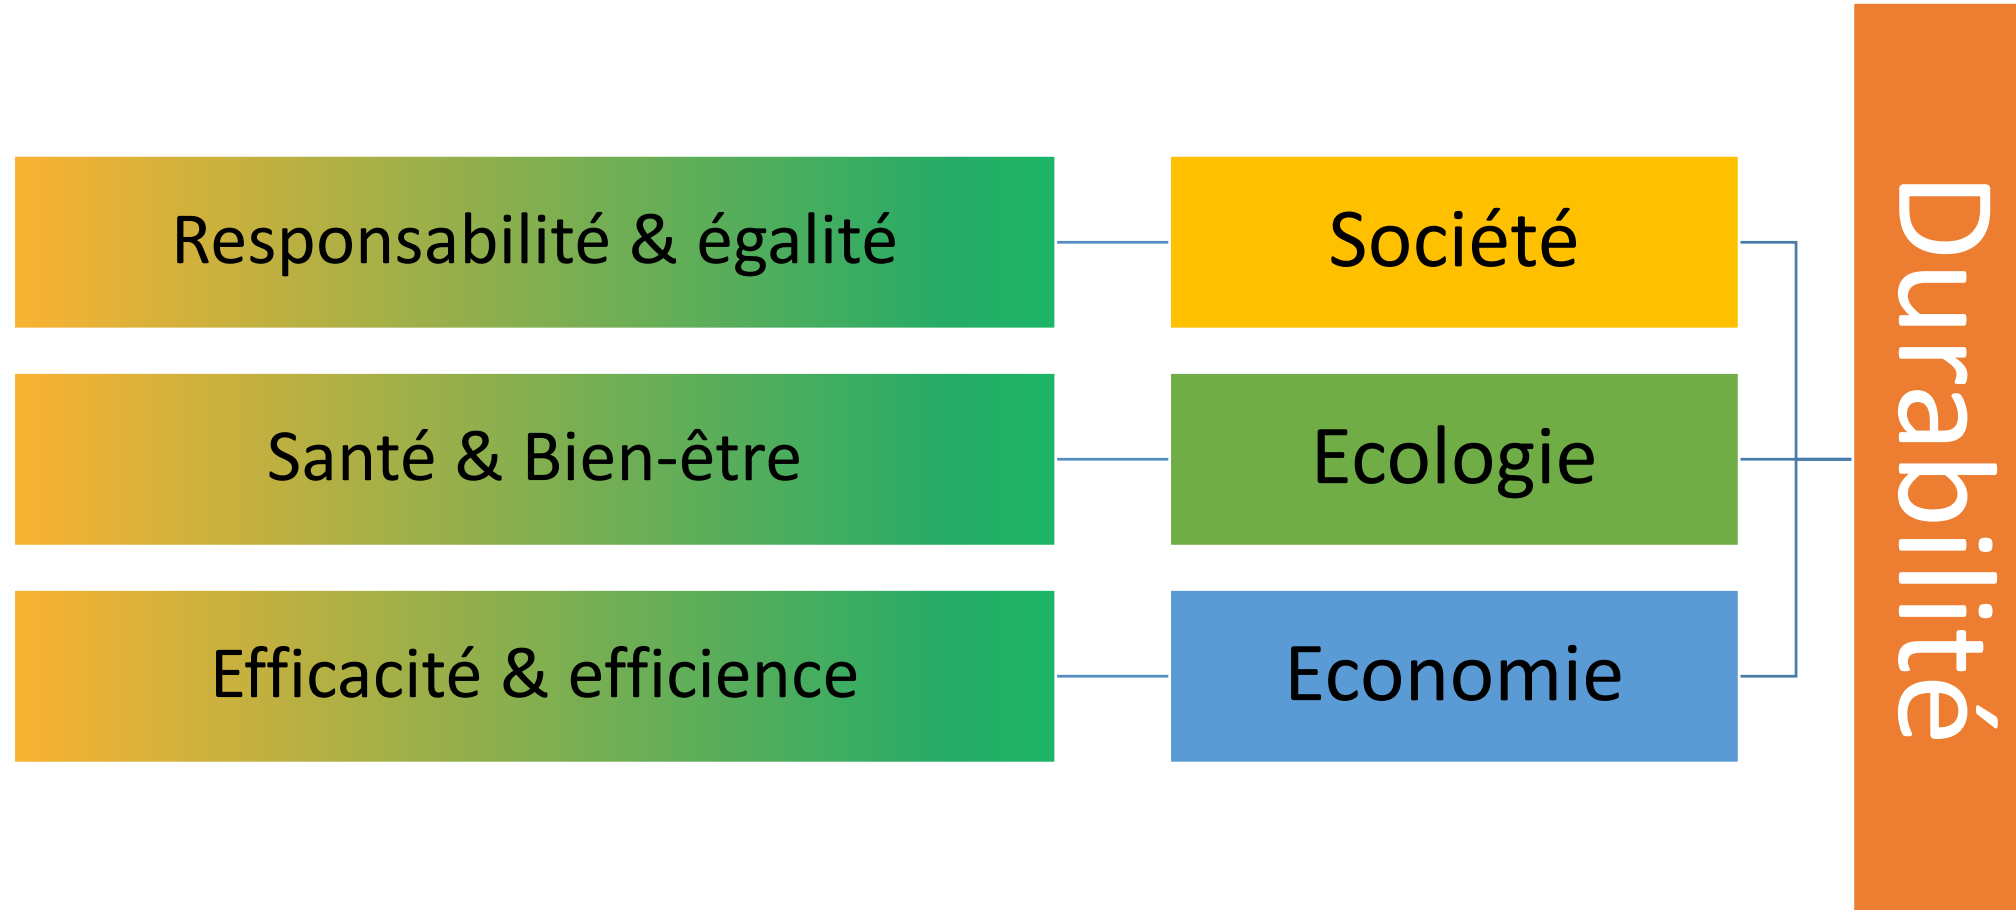 Responsabilité & égalité
Société
Santé & Bien-être
Ecologie
Efficacité & efficience
Economie
Durabilité